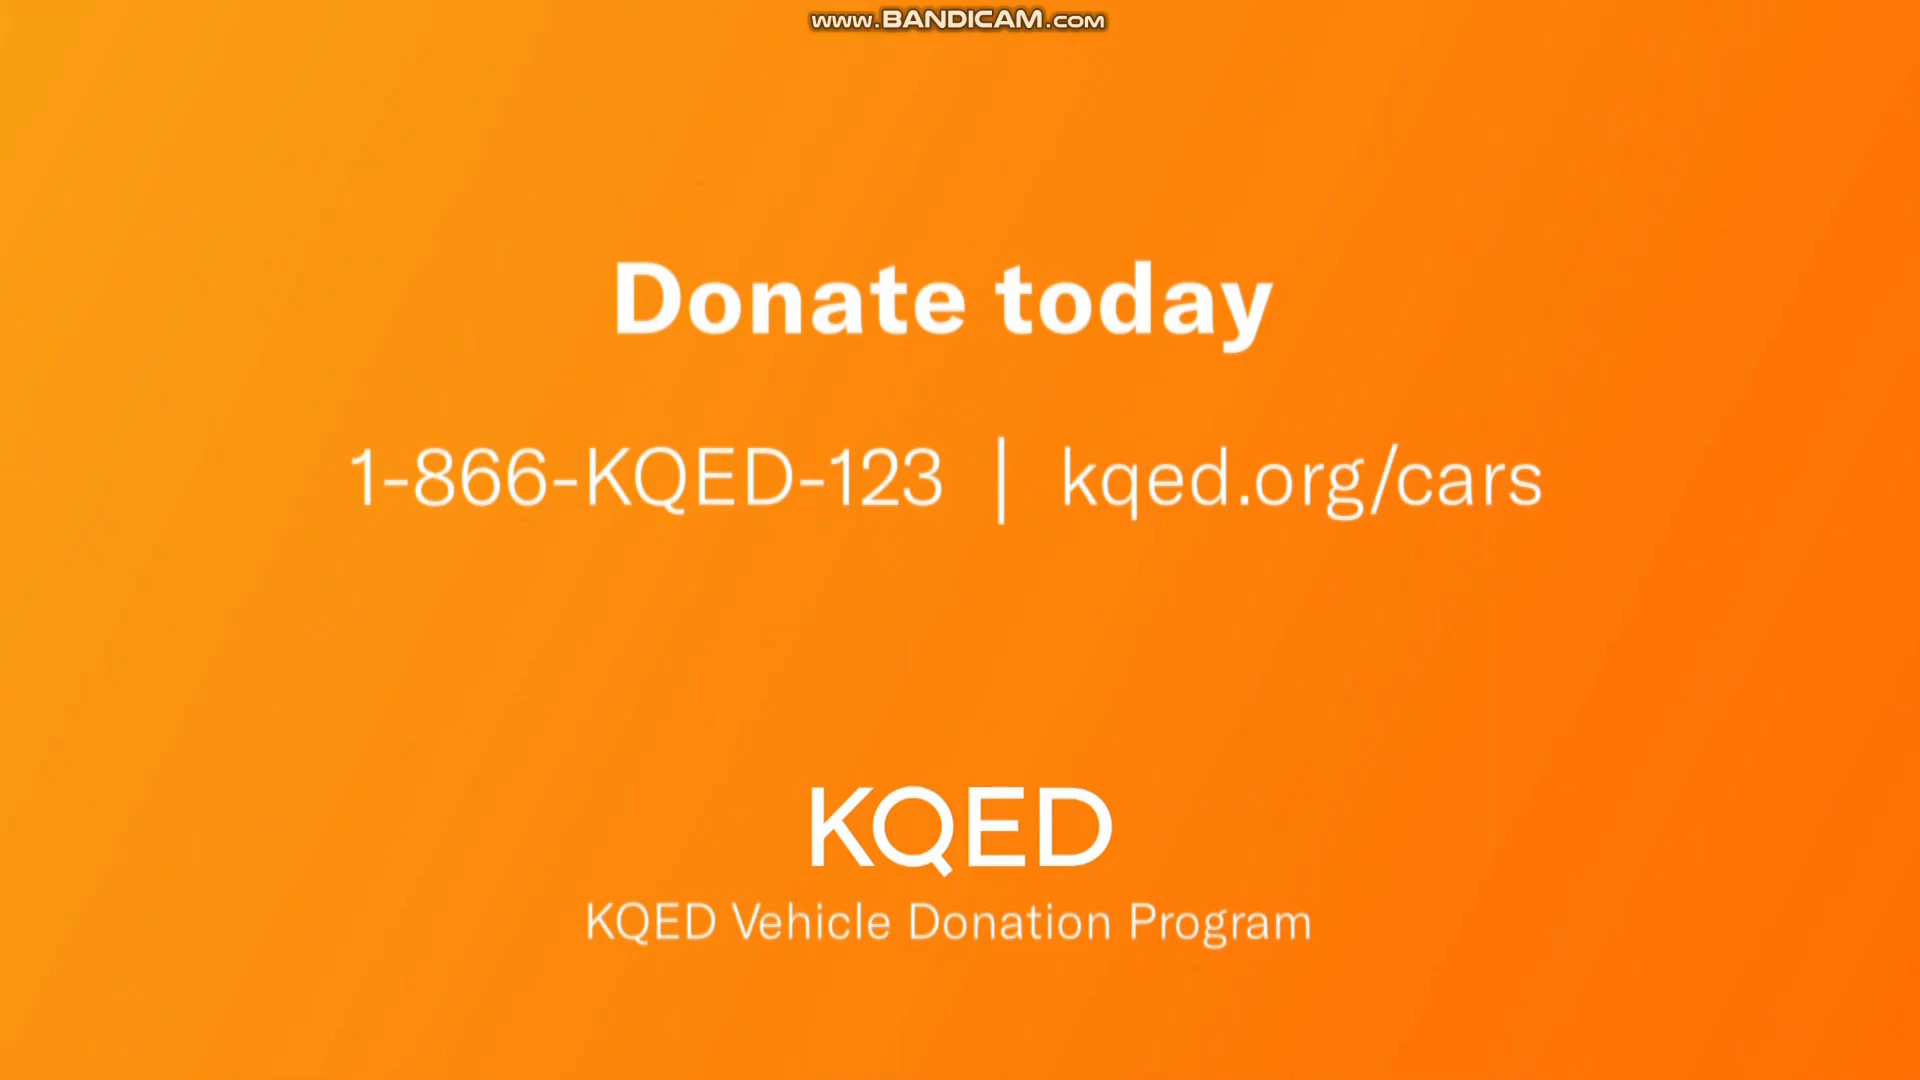 www.BANDICAM.com
Donate today
1-866-KQED-123 | kqed.org/cars
KQED
KQED Vehicle Donation Program